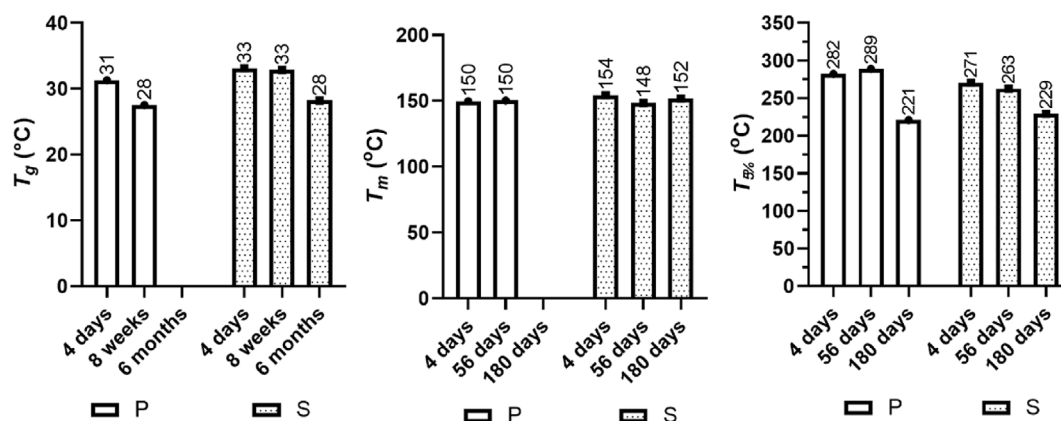 40
30
20
10
0
Tg (°C)
31
28
33
33
28
4 days
8 weeks
6 months
4 days
8 weeks
6 months
P
S
200
150
100
50
0
Tm (°C)
150
150
154
148
152
4 days
56 days
180 days
4 days
56 days
180 days
P
S
350
300
250
200
150
100
50
0
T5% (°C)
282
289
221
271
263
229
4 days
56 days
180 days
4 days
56 days
180 days
P
S